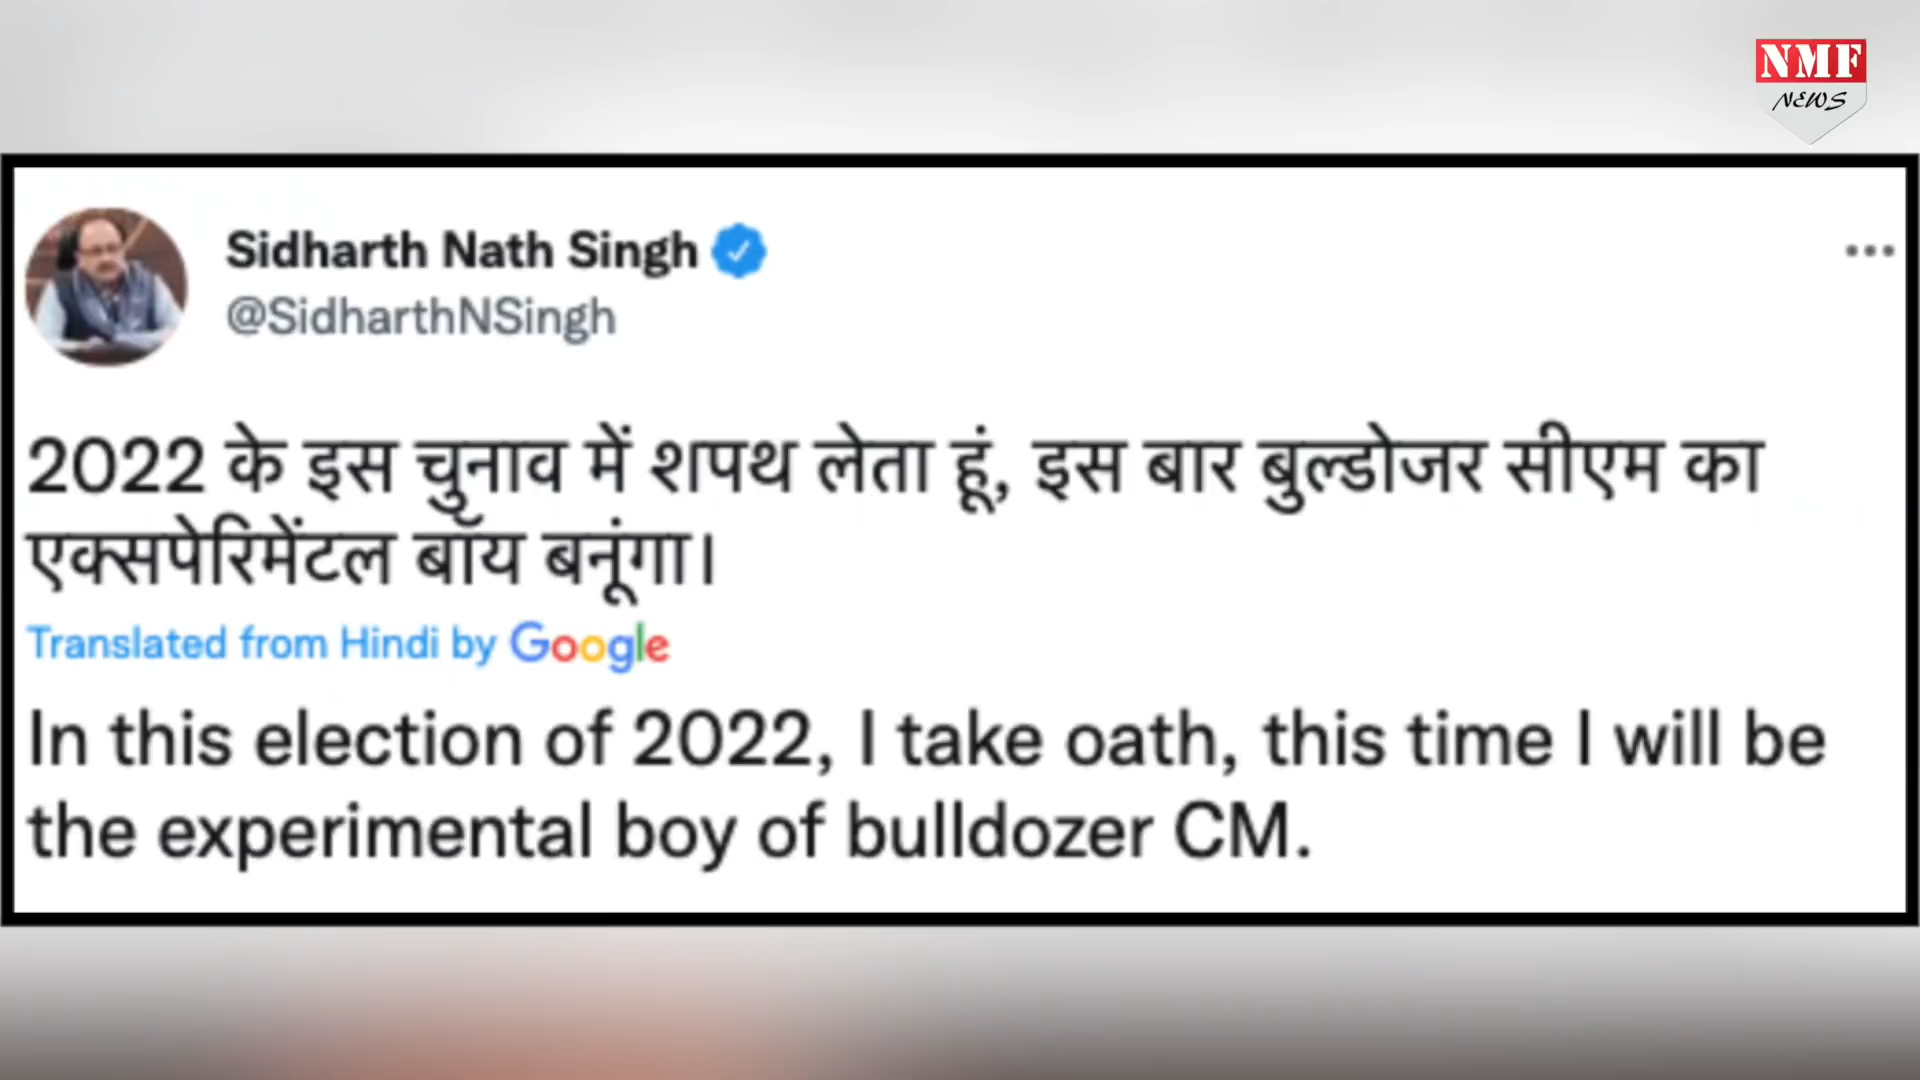 NMF
NEWS
Sidharth Nath Singh
@SidharthNSingh
2022 के इस चुनाव में शपथ लेता हूं, इस बार बुल्डोजर सीएम का
एक्सपेरिमेंटल बॉय बनूंगा।
Translated from Hindi by Google
In this election of 2022, I take oath, this time I will be
the experimental boy of bulldozer CM.